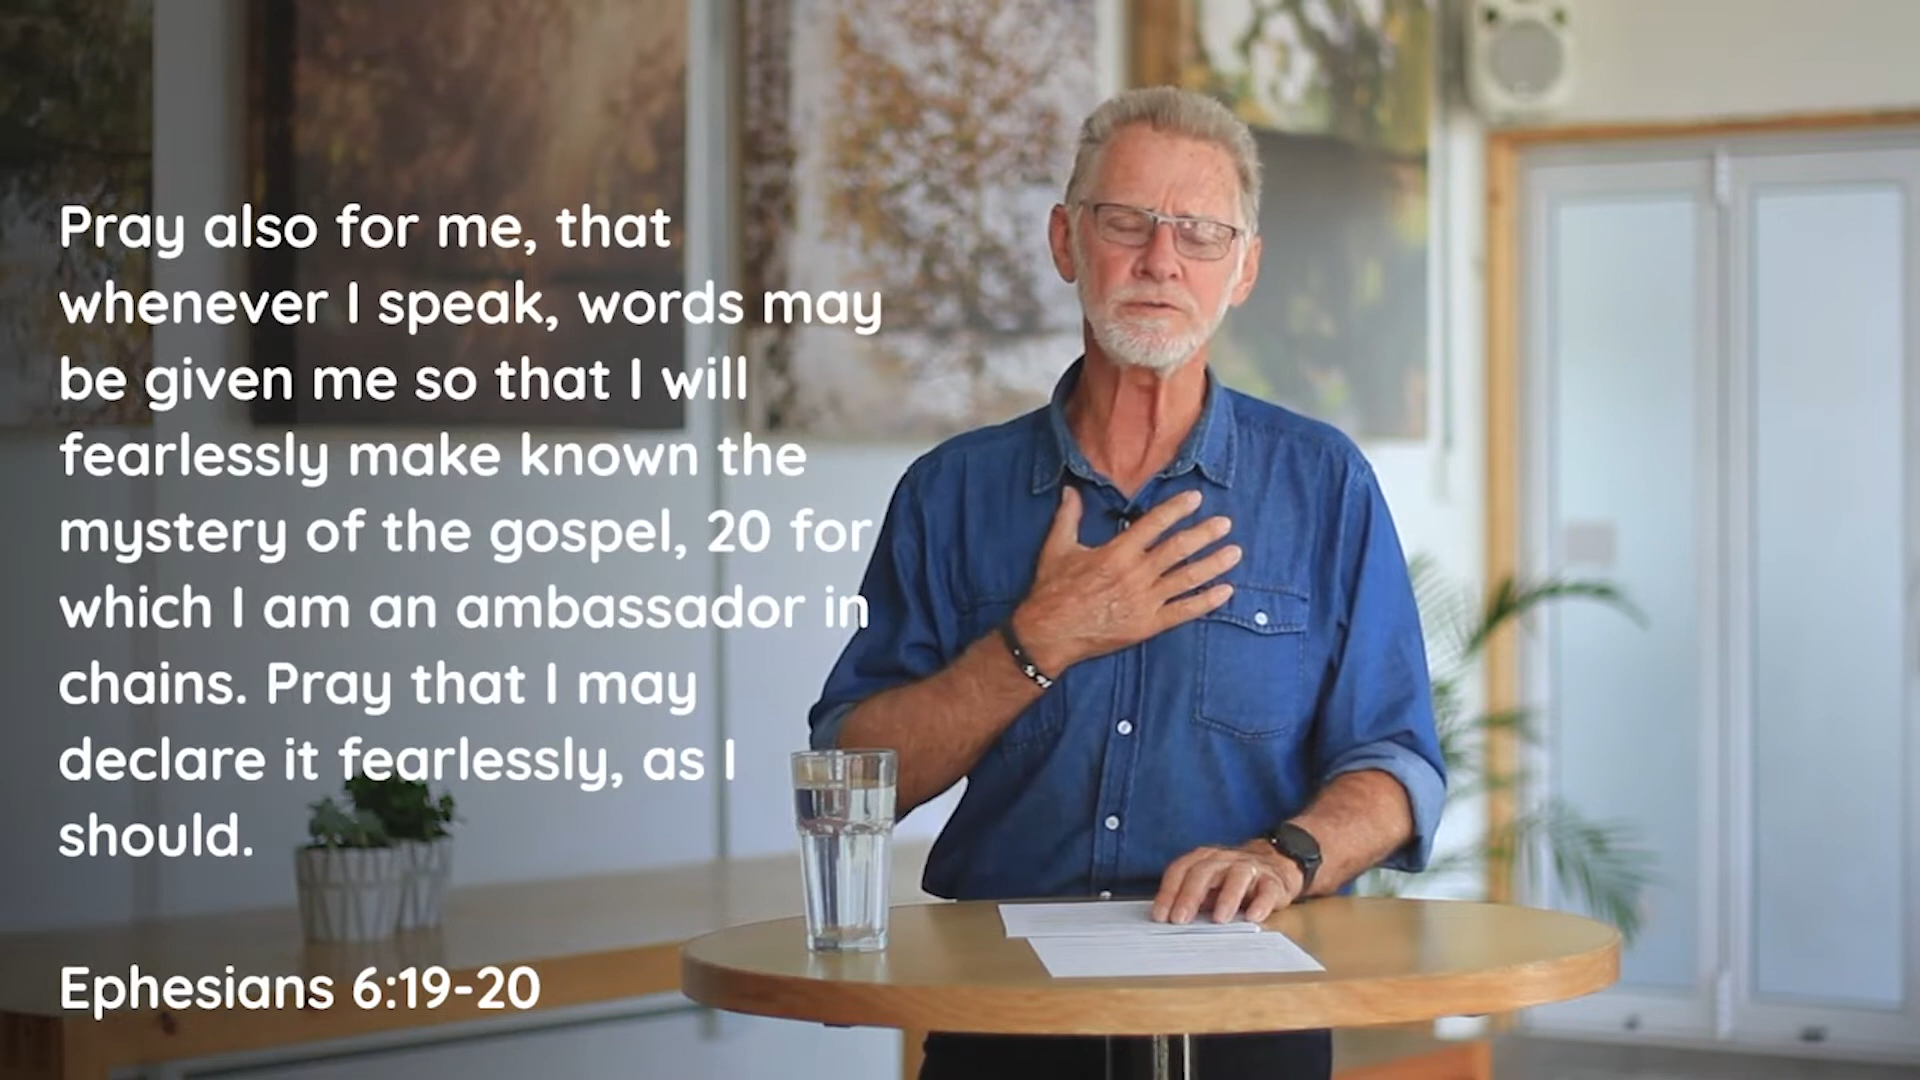 Pray also for me, that
whenever I speak, words may
be given me so that I will
fearlessly make known the
mystery of the gospel, 20 for
which I am an ambassador in
chains. Pray that I may
declare it fearlessly, as I
should.
Ephesians 6:19-20